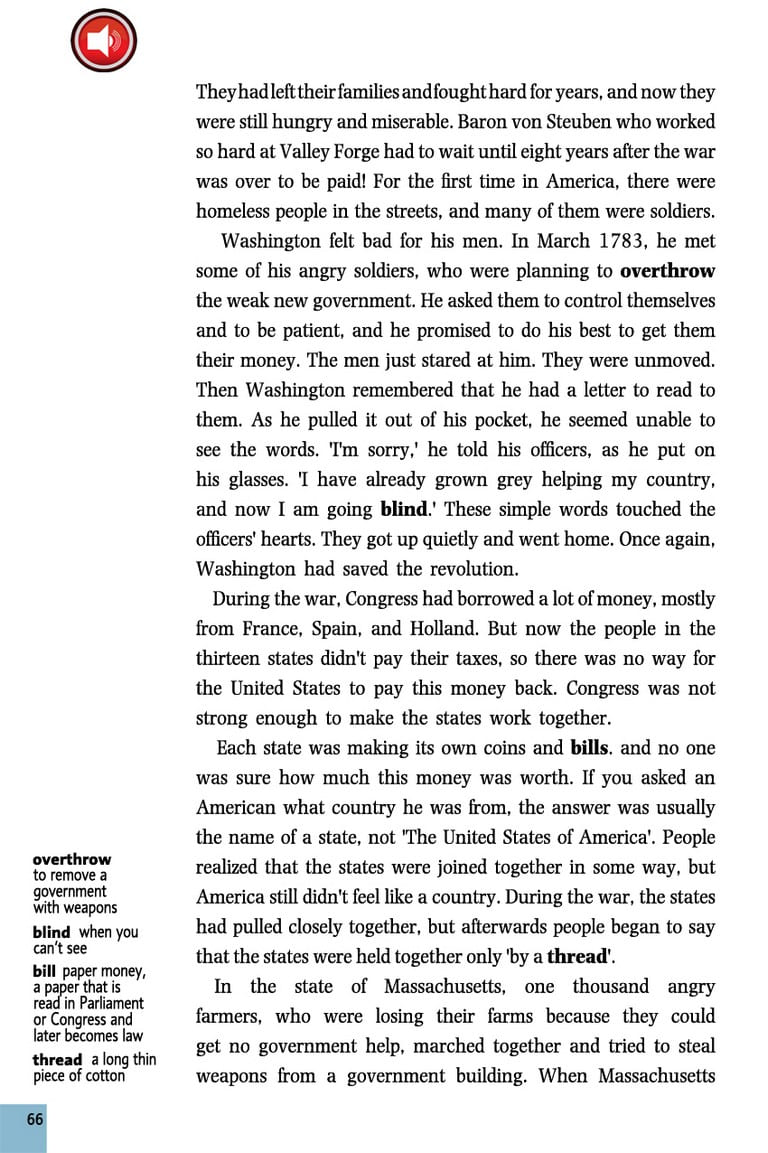 They had left their families and fought hard for years, and now they
were still hungry and miserable. Baron von Steuben who worked
so hard at Valley Forge had to wait until eight years after the war
was over to be paid! For the first time in America, there were
homeless people in the streets, and many of them were soldiers.
Washington felt bad for his men. In March 1783, he met
some of his angry soldiers, who were planning to overthrow
the weak new government. He asked them to control themselves
and to be patient, and he promised to do his best to get them
their money. The men just stared at him. They were unmoved.
Then Washington remembered that he had a letter to read to
them. As he pulled it out of his pocket, he seemed unable to
see the words. 'I'm sorry,' he told his officers, as he put on
his glasses. 'I have already grown grey helping my country,
and now I am going blind.' These simple words touched the
officers' hearts. They got up quietly and went home. Once again,
Washington had saved the revolution.
During the war, Congress had borrowed a lot of money, mostly
from France, Spain, and Holland. But now the people in the
thirteen states didn't pay their taxes, so there was no way for
the United States to pay this money back. Congress was not
strong enough to make the states work together.
Each state was making its own coins and bills. and no one
was sure how much this money was worth. If you asked an
American what country he was from, the answer was usually
the name of a state, not 'The United States of America'. People
realized that the states were joined together in some way, but
America still didn't feel like a country. During the war, the states
had pulled closely together, but afterwards people began to say
that the states were held together only 'by a thread'.
In the state of Massachusetts, one thousand angry
farmers, who were losing their farms because they could
get no government help, marched together and tried to steal
weapons from a government building. When Massachusetts
overthrow
to remove a
government
with weapons
blind when you
can't see
bill paper money,
a paper that is
read in Parliament
or Congress and
later becomes law
thread a long thin
piece of cotton
66